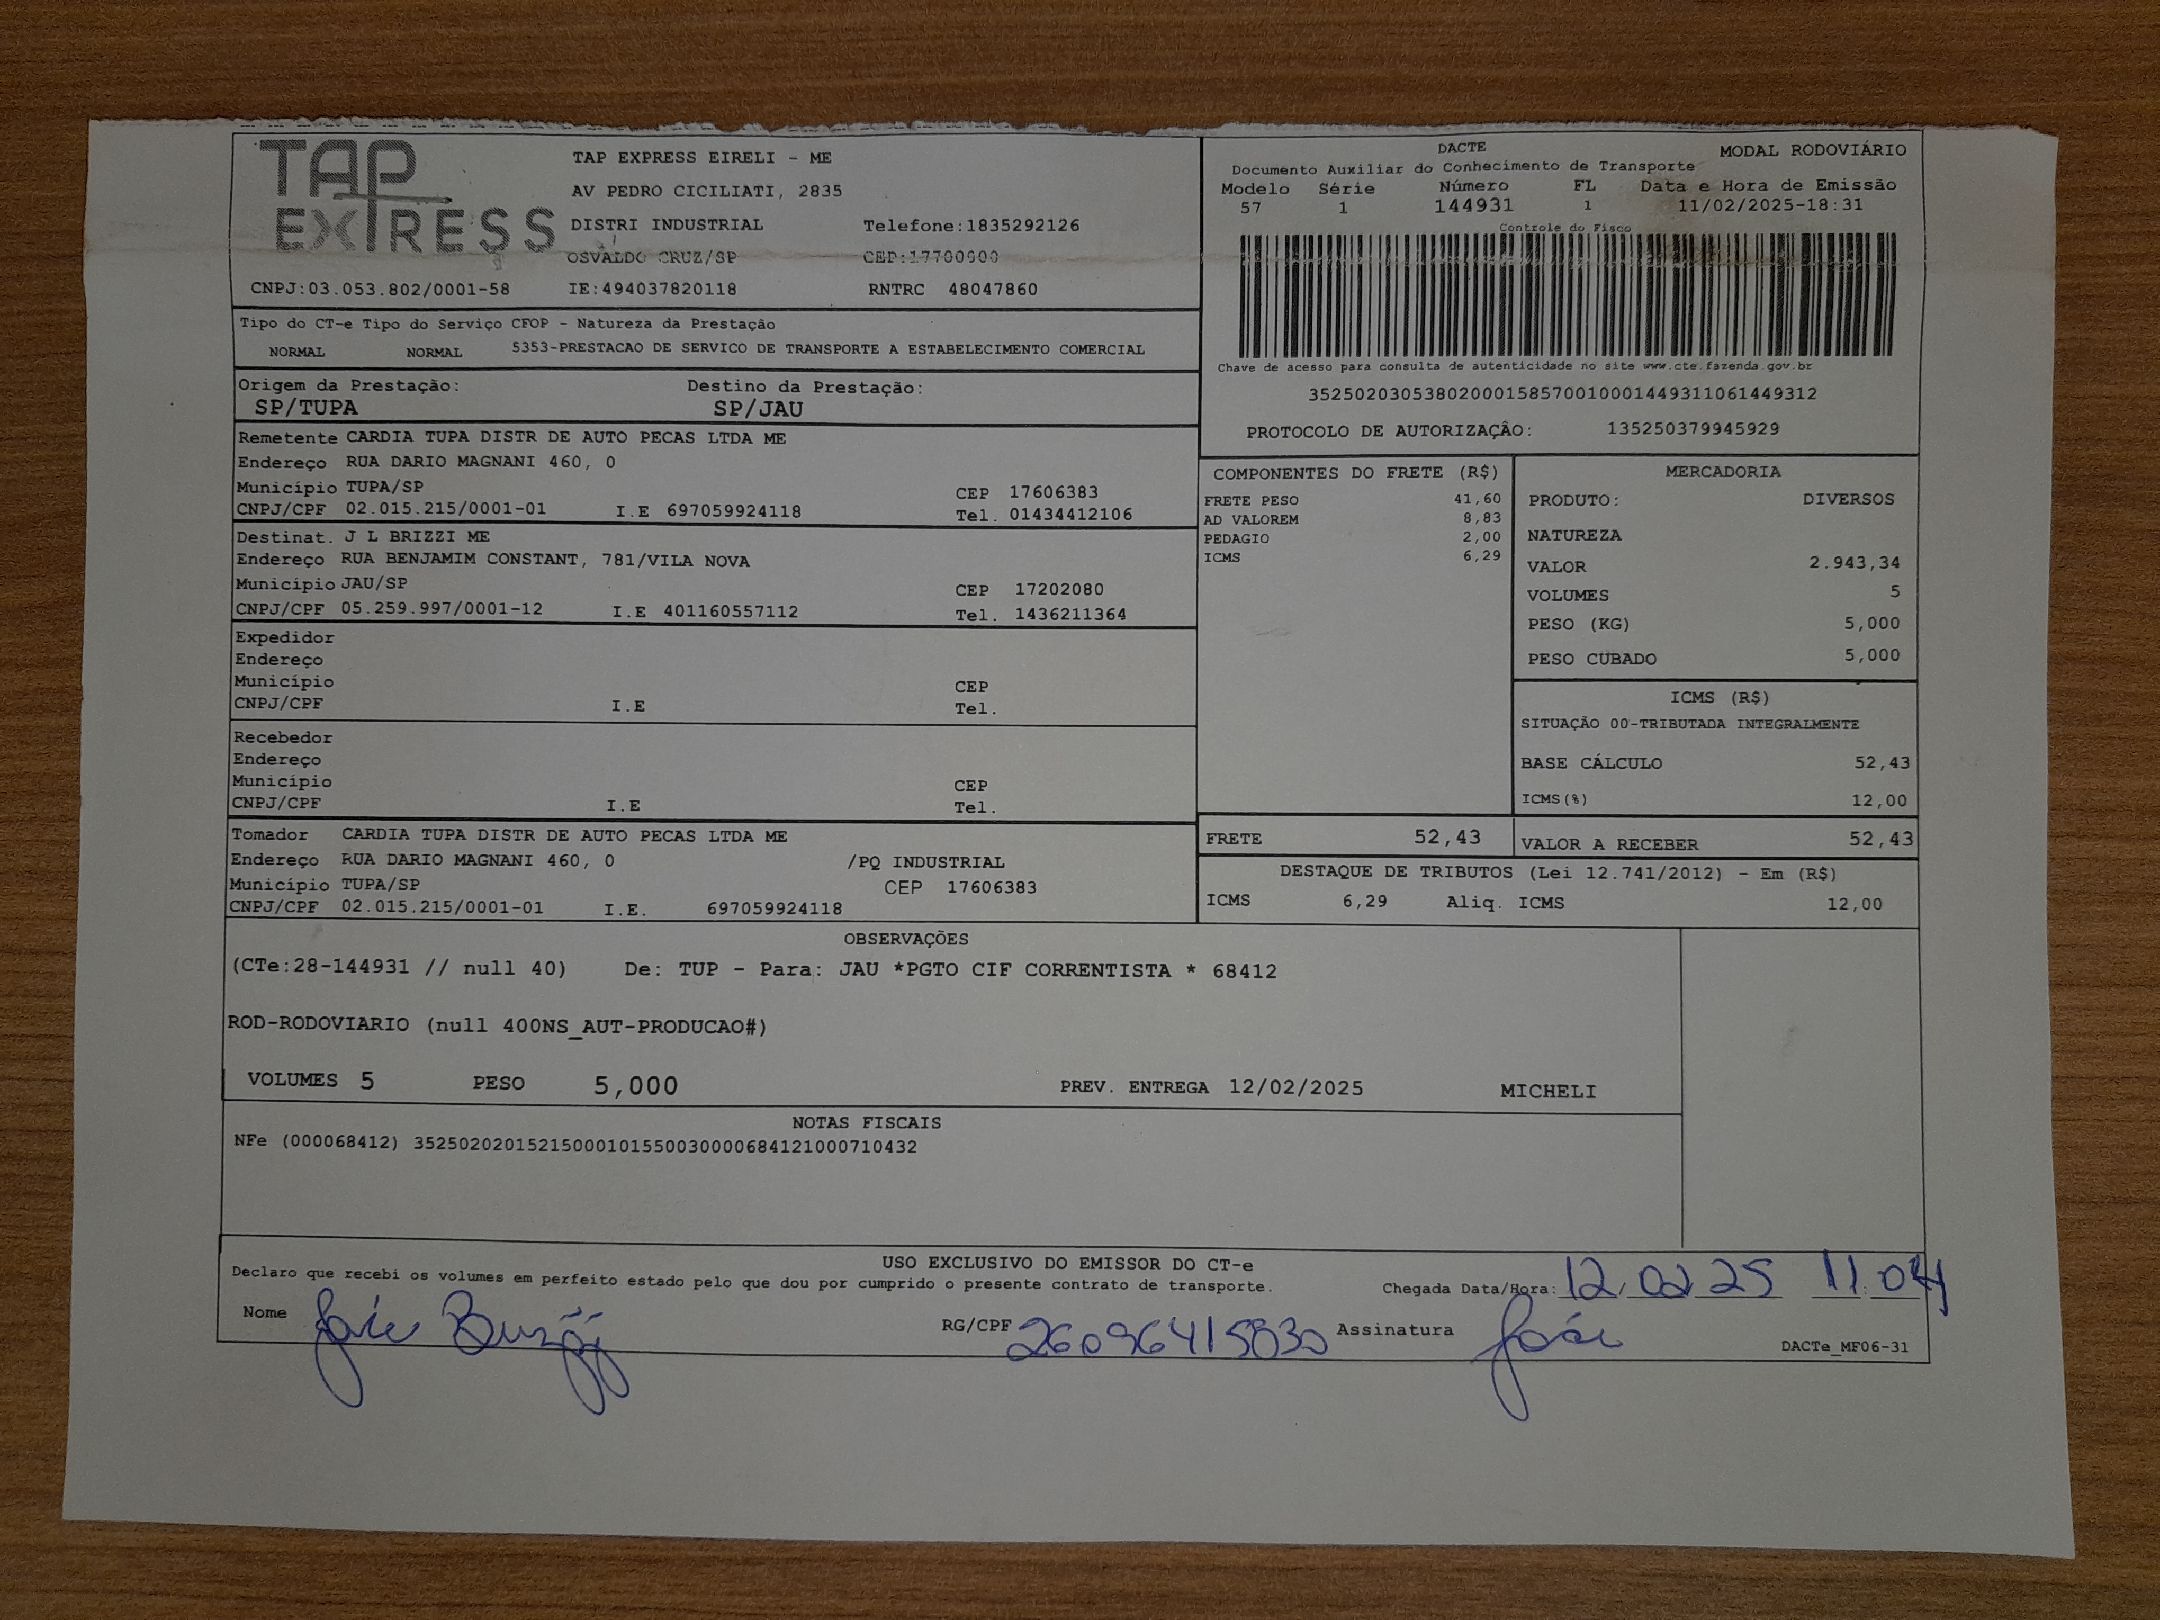 TAP EXPRESS
TAP EXPRESS EIRELI - ME
AV PEDRO CICILIATI, 2835
DISTRI INDUSTRIAL Telefone:1835292126
OSVALDO CRUZ/SP CEP:17700000
CNPJ:03.053.802/0001-58 IE:494037820118 RNTRC 48047860
DACTE MODAL RODOVIÁRIO
Documento Auxiliar do Conhecimento de Transporte
Modelo Série Número FL Data e Hora de Emissão
57 1 144931 1 11/02/2025-18:31
Controle do Fisco
Chave de acesso para consulta de autenticidade no site www.cte.fazenda.gov.br
35250203053802000158570010001449311061449312
PROTOCOLO DE AUTORIZAÇÃO: 135250379945929
Tipo do CT-e Tipo do Serviço CFOP - Natureza da Prestação
NORMAL NORMAL 5353-PRESTACAO DE SERVICO DE TRANSPORTE A ESTABELECIMENTO COMERCIAL
Origem da Prestação: Destino da Prestação:
SP/TUPA SP/JAU
Remetente CARDIA TUPA DISTR DE AUTO PECAS LTDA ME
Endereço RUA DARIO MAGNANI 460, 0
Município TUPA/SP CEP 17606383
CNPJ/CPF 02.015.215/0001-01 I.E 697059924118 Tel. 01434412106
Destinat. J L BRIZZI ME
Endereço RUA BENJAMIM CONSTANT, 781/VILA NOVA
Município JAU/SP CEP 17202080
CNPJ/CPF 05.259.997/0001-12 I.E 401160557112 Tel. 1436211364
Expedidor
Endereço
Município CEP
CNPJ/CPF I.E Tel.
Recebedor
Endereço
Município CEP
CNPJ/CPF I.E Tel.
Tomador CARDIA TUPA DISTR DE AUTO PECAS LTDA ME
Endereço RUA DARIO MAGNANI 460, 0 /PQ INDUSTRIAL
Município TUPA/SP CEP 17606383
CNPJ/CPF 02.015.215/0001-01 I.E. 697059924118
COMPONENTES DO FRETE (R$)
FRETE PESO 41,60
AD VALOREM 8,83
PEDAGIO 2,00
ICMS 6,29
MERCADORIA
PRODUTO: DIVERSOS
NATUREZA
VALOR 2.943,34
VOLUMES 5
PESO (KG) 5,000
PESO CUBADO 5,000
ICMS (R$)
SITUAÇÃO 00-TRIBUTADA INTEGRALMENTE
BASE CÁLCULO 52,43
ICMS(%) 12,00
FRETE 52,43 VALOR A RECEBER 52,43
DESTAQUE DE TRIBUTOS (Lei 12.741/2012) - Em (R$)
ICMS 6,29 Aliq. ICMS 12,00
OBSERVAÇÕES
(CTe:28-144931 // null 40) De: TUP - Para: JAU *PGTO CIF CORRENTISTA * 68412
ROD-RODOVIARIO (null 400NS_AUT-PRODUCAO#)
VOLUMES 5 PESO 5,000 PREV. ENTREGA 12/02/2025 MICHELI
NOTAS FISCAIS
NFe (000068412) 35250202015215000101550030000684121000710432
USO EXCLUSIVO DO EMISSOR DO CT-e
Declaro que recebi os volumes em perfeito estado pelo que dou por cumprido o presente contrato de transporte. Chegada Data/Hora: 12/02/25 11:04
Nome RG/CPF 26096415830 Assinatura
DACTe_MF06-31